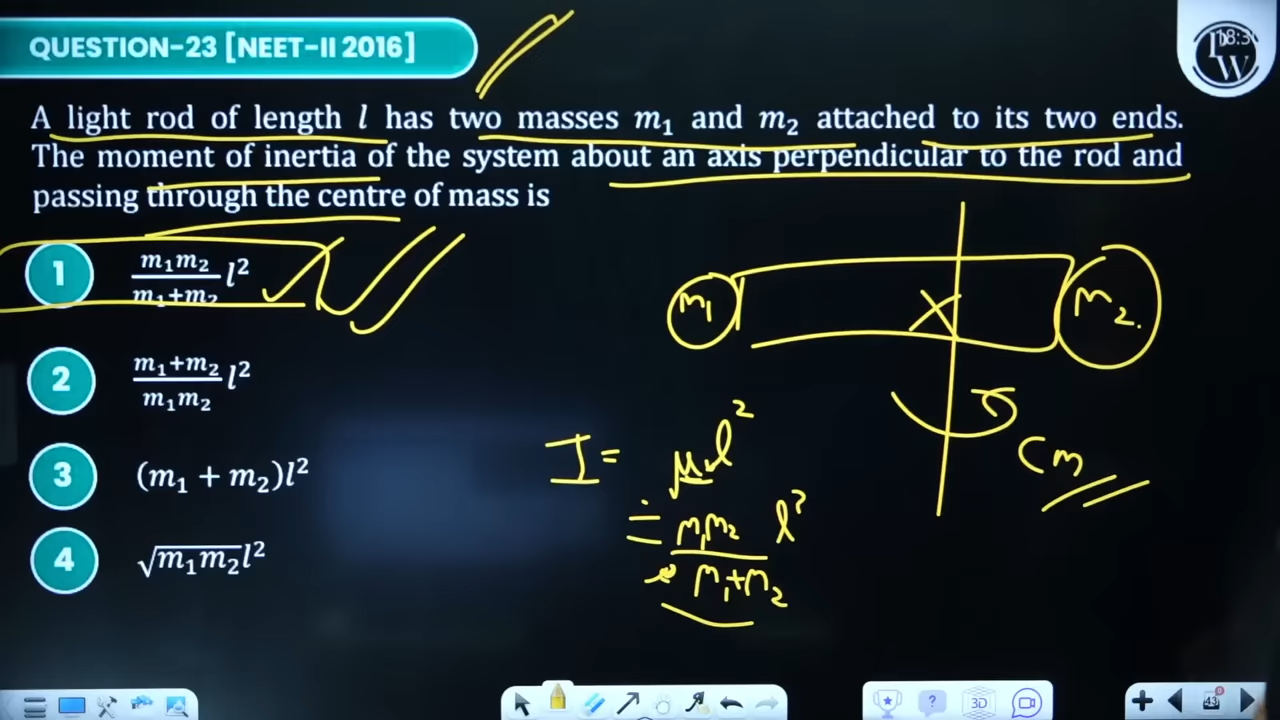 QUESTION-23 [NEET-II 2016]
A light rod of length l has two masses m₁ and m₂ attached to its two ends.
The moment of inertia of the system about an axis perpendicular to the rod and
passing through the centre of mass is
1 m₁m₂/m₁+m₂ l²
2 m₁+m₂/m₁m₂ l²
3 (m₁ + m₂)l²
4 √m₁m₂l²
m₁
m₂
cm
I = μl²
= m₁m₂/m₁+m₂ l²
W
3D
43